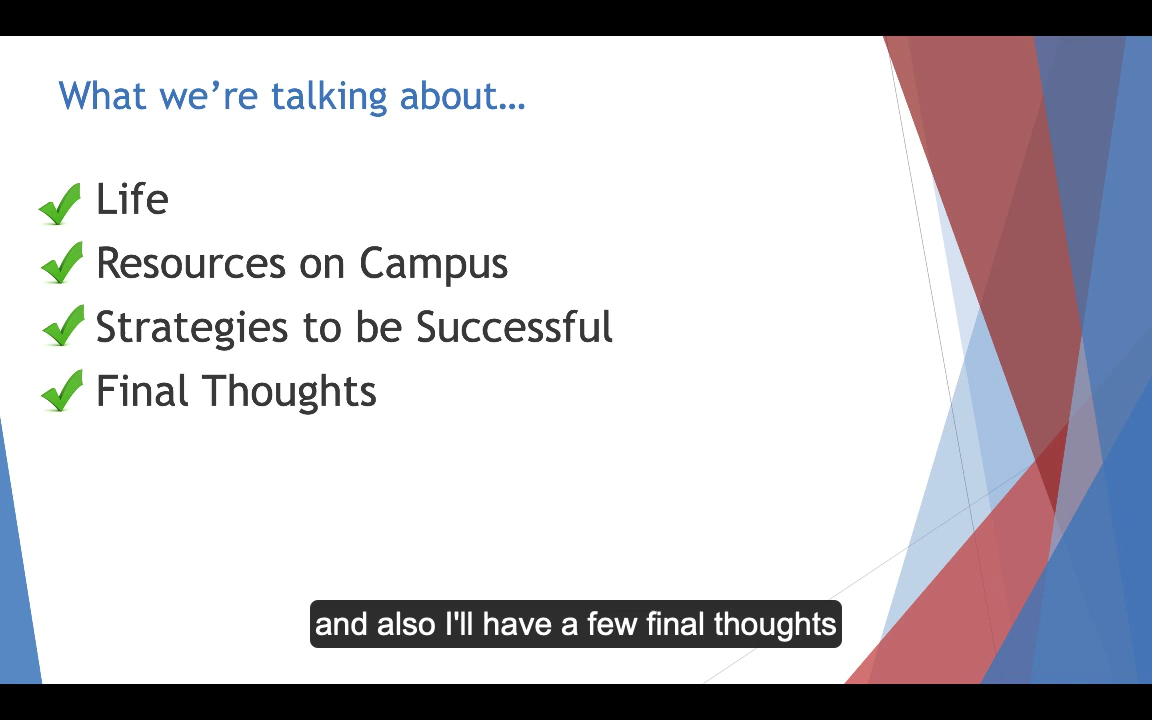 What we’re talking about…
Life
Resources on Campus
Strategies to be Successful
Final Thoughts
and also I'll have a few final thoughts